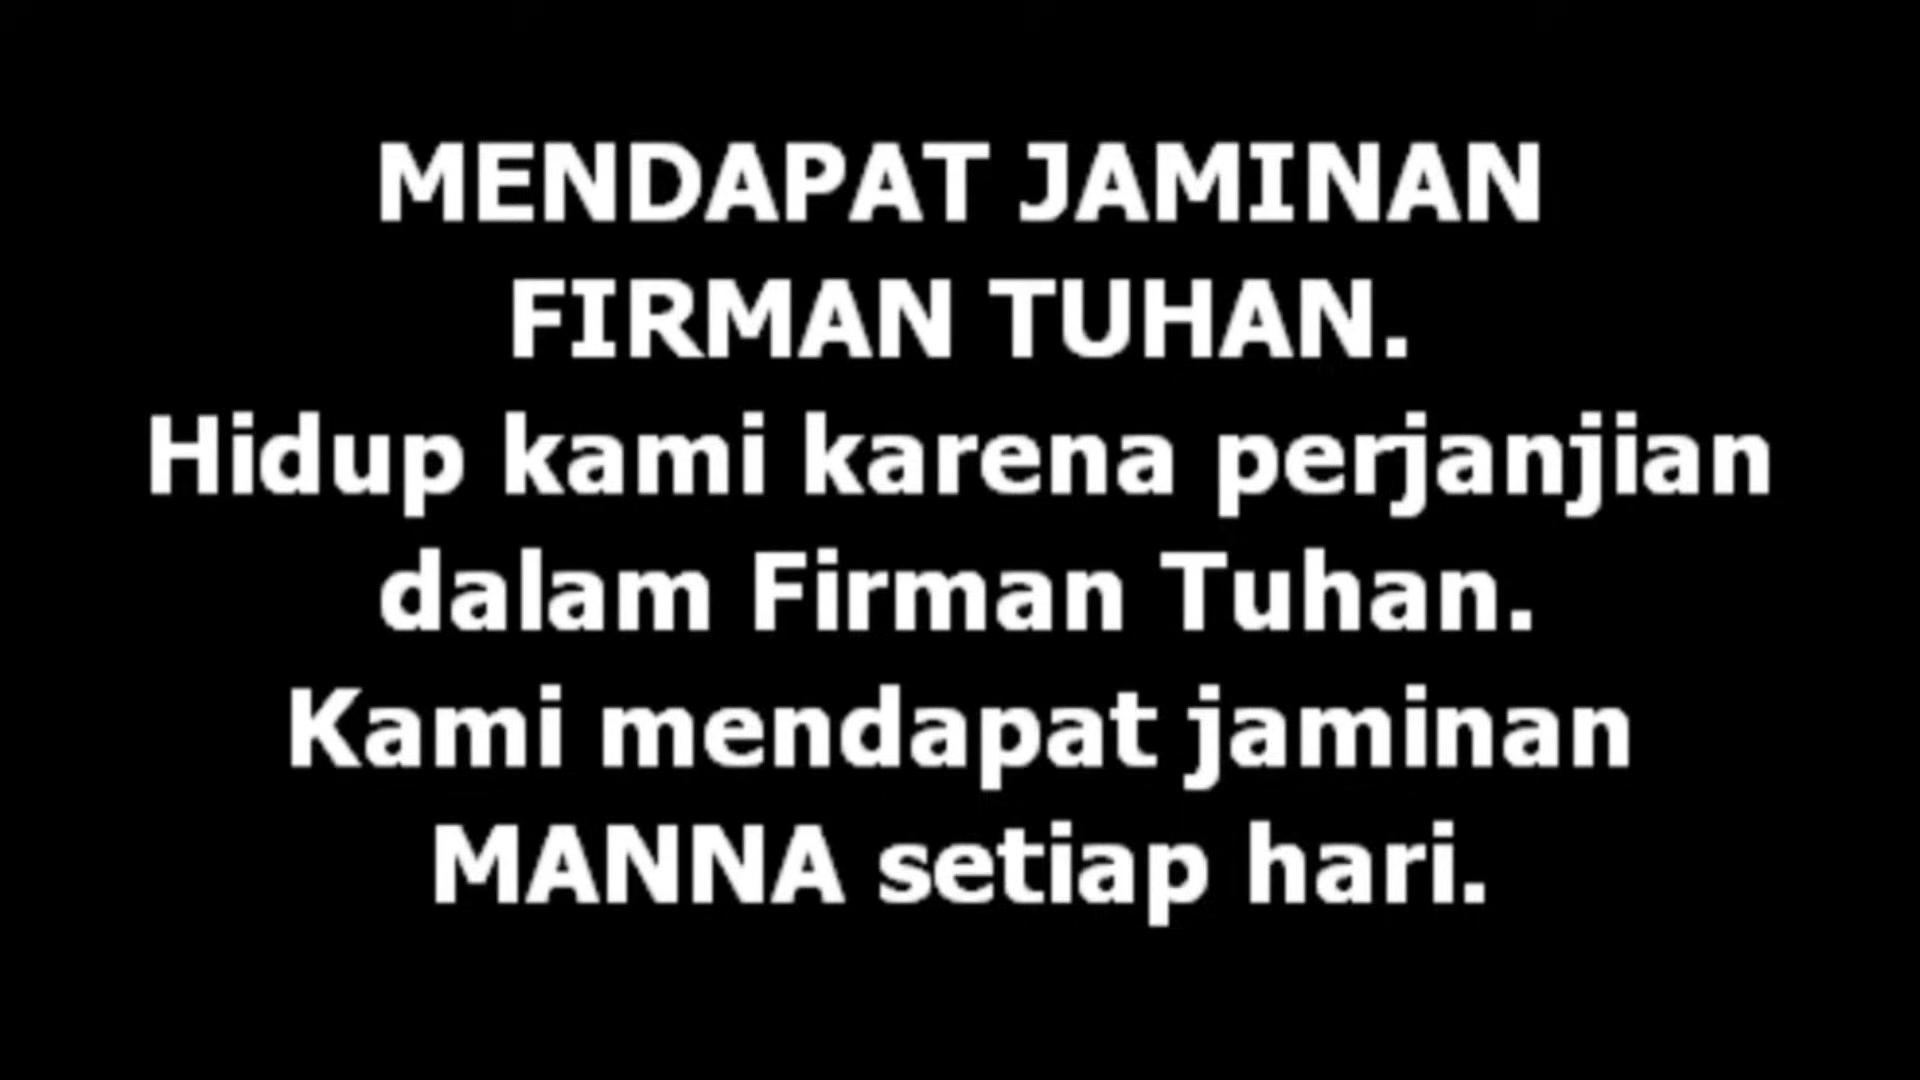 MENDAPAT JAMINAN
FIRMAN TUHAN.
Hidup kami karena perjanjian
dalam Firman Tuhan.
Kami mendapat jaminan
MANNA setiap hari.